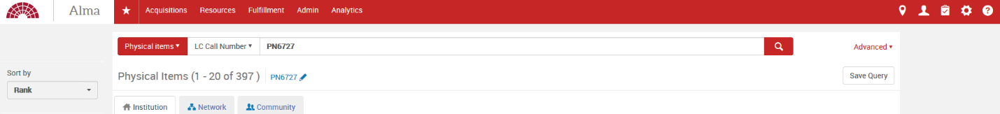 Alma
Acquisitions Resources Fulfillment Admin Analytics
Physical items LC Call Number PN6727
Advanced
Sort by
Rank
Physical Items (1 - 20 of 397 ) PN6727
Save Query
Institution Network Community